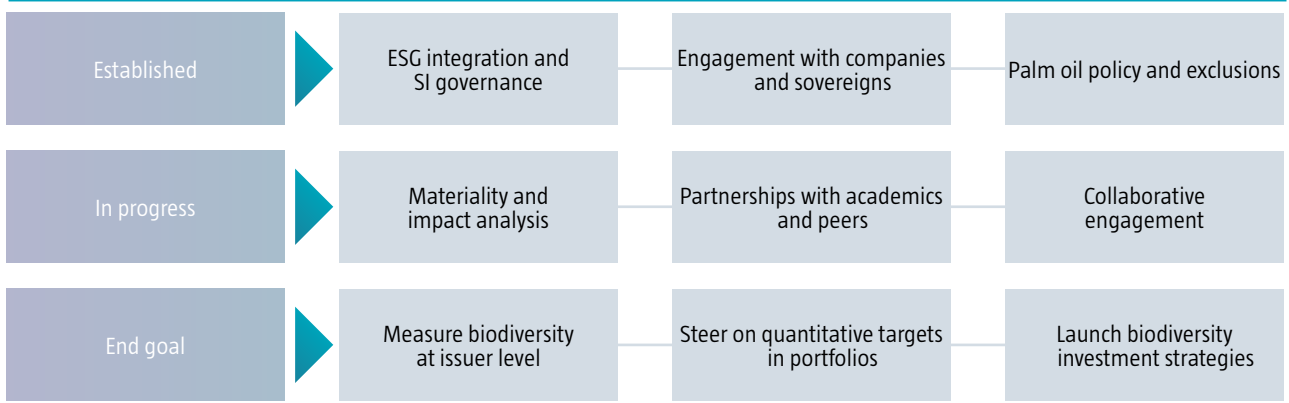 Established
ESG integration and
SI governance
Engagement with companies
and sovereigns
Palm oil policy and exclusions
In progress
Materiality and
impact analysis
Partnerships with academics
and peers
Collaborative
engagement
End goal
Measure biodiversity
at issuer level
Steer on quantitative targets
in portfolios
Launch biodiversity
investment strategies